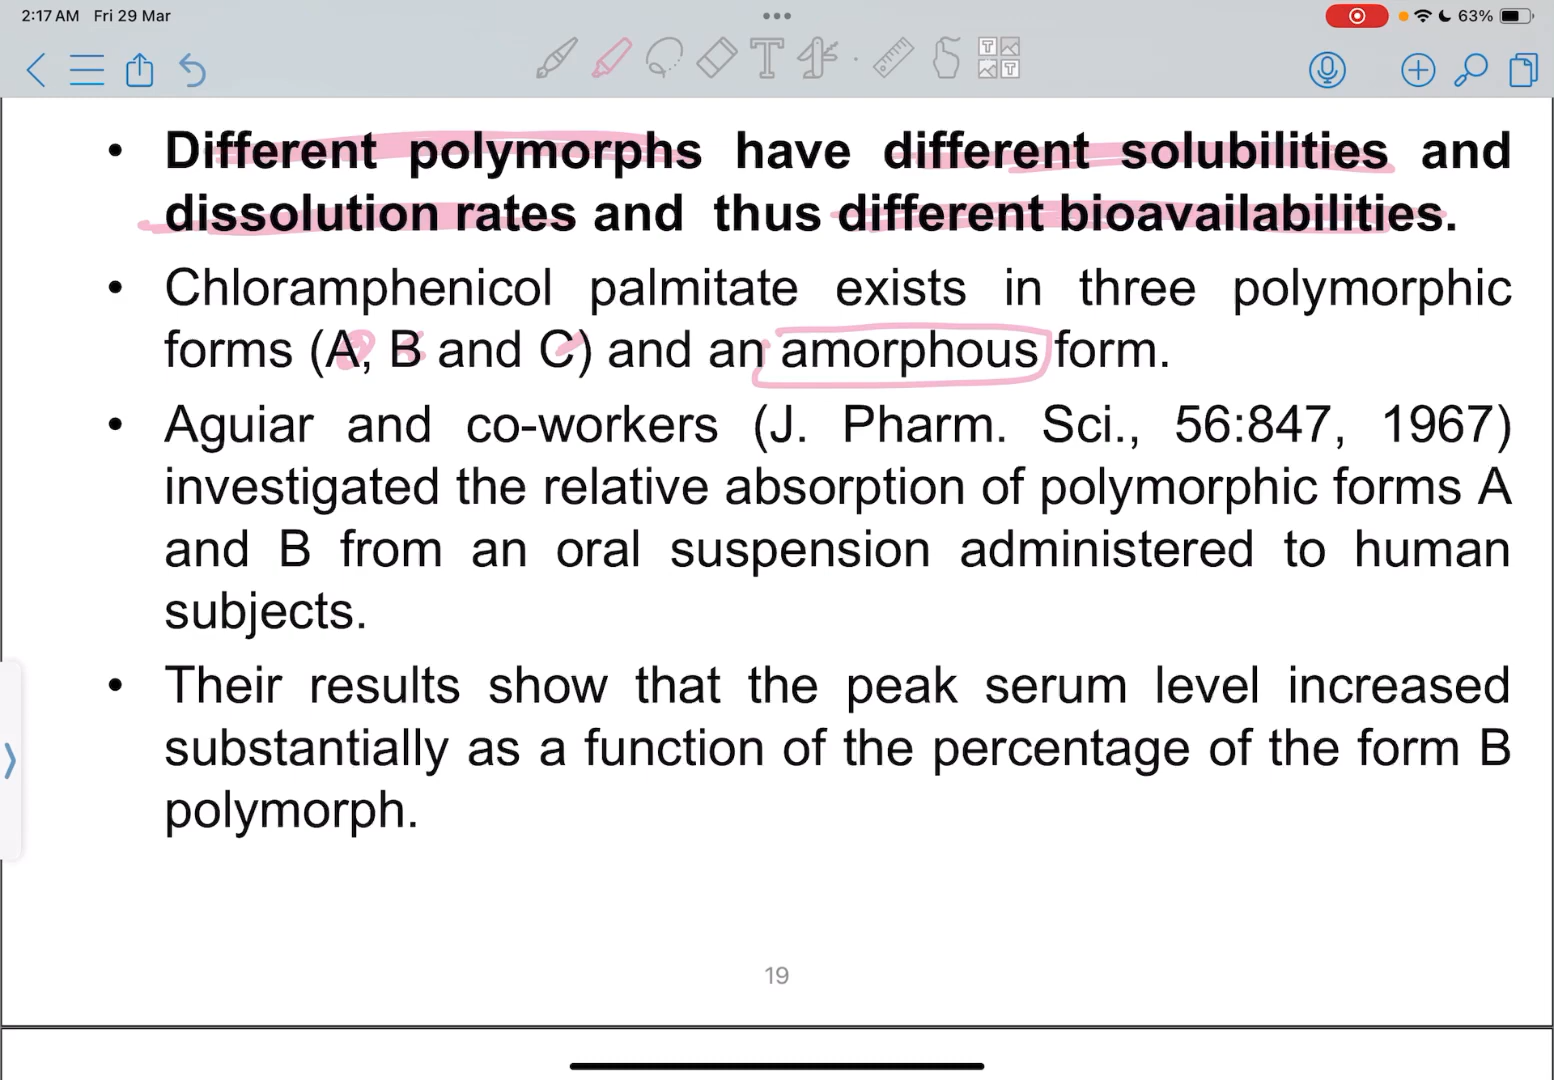 2:17 AM Fri 29 Mar
63%
• Different polymorphs have different solubilities and
dissolution rates and thus different bioavailabilities.
• Chloramphenicol palmitate exists in three polymorphic
forms (A, B and C) and an amorphous form.
• Aguiar and co-workers (J. Pharm. Sci., 56:847, 1967)
investigated the relative absorption of polymorphic forms A
and B from an oral suspension administered to human
subjects.
• Their results show that the peak serum level increased
substantially as a function of the percentage of the form B
polymorph.
19